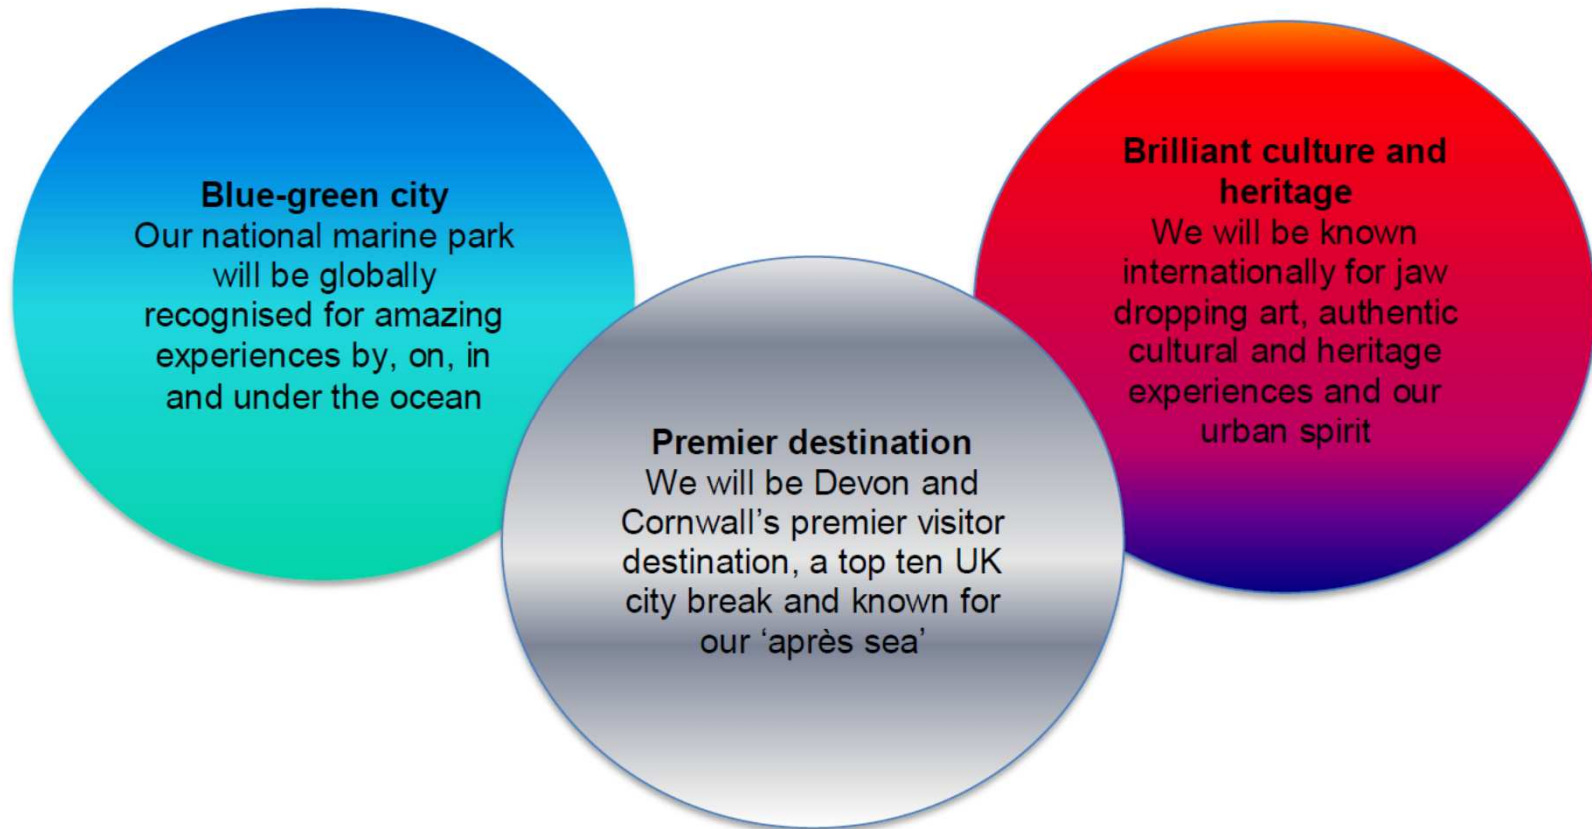 Blue-green city
Our national marine park
will be globally
recognised for amazing
experiences by, on, in
and under the ocean
Premier destination
We will be Devon and
Cornwall’s premier visitor
destination, a top ten UK
city break and known for
our ‘après sea’
Brilliant culture and
heritage
We will be known
internationally for jaw
dropping art, authentic
cultural and heritage
experiences and our
urban spirit